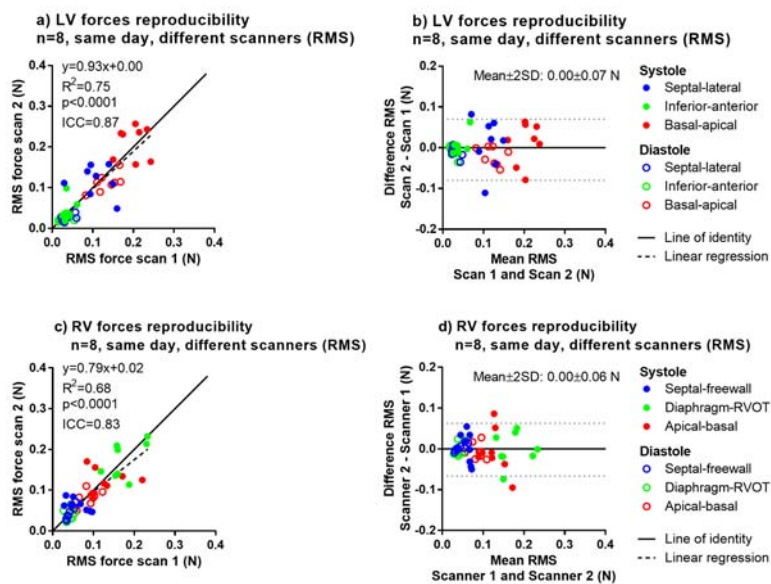 a) LV forces reproducibility
n=8, same day, different scanners (RMS)
y=0.93x+0.00
R²=0.75
p<0.0001
ICC=0.87
RMS force scan 2 (N)
0.4
0.3
0.2
0.1
0.0
0.0 0.1 0.2 0.3 0.4
RMS force scan 1 (N)
b) LV forces reproducibility
n=8, same day, different scanners (RMS)
Mean±2SD: 0.00±0.07 N
Difference RMS
Scan 2 - Scan 1 (N)
0.2
0.1
0.0
-0.1
-0.2
0.0 0.1 0.2 0.3 0.4
Mean RMS
Scan 1 and Scan 2 (N)
Systole
Septal-lateral
Inferior-anterior
Basal-apical
Diastole
Septal-lateral
Inferior-anterior
Basal-apical
Line of identity
Linear regression
c) RV forces reproducibility
n=8, same day, different scanners (RMS)
y=0.79x+0.02
R²=0.68
p<0.0001
ICC=0.83
RMS force scan 2 (N)
0.4
0.3
0.2
0.1
0.0
0.0 0.1 0.2 0.3 0.4
RMS force scan 1 (N)
d) RV forces reproducibility
n=8, same day, different scanners (RMS)
Mean±2SD: 0.00±0.06 N
Difference RMS
Scanner 2 - Scanner 1 (N)
0.2
0.1
0.0
-0.1
-0.2
0.0 0.1 0.2 0.3 0.4
Mean RMS
Scanner 1 and Scanner 2 (N)
Systole
Septal-freewall
Diaphragm-RVOT
Apical-basal
Diastole
Septal-freewall
Diaphragm-RVOT
Apical-basal
Line of identity
Linear regression